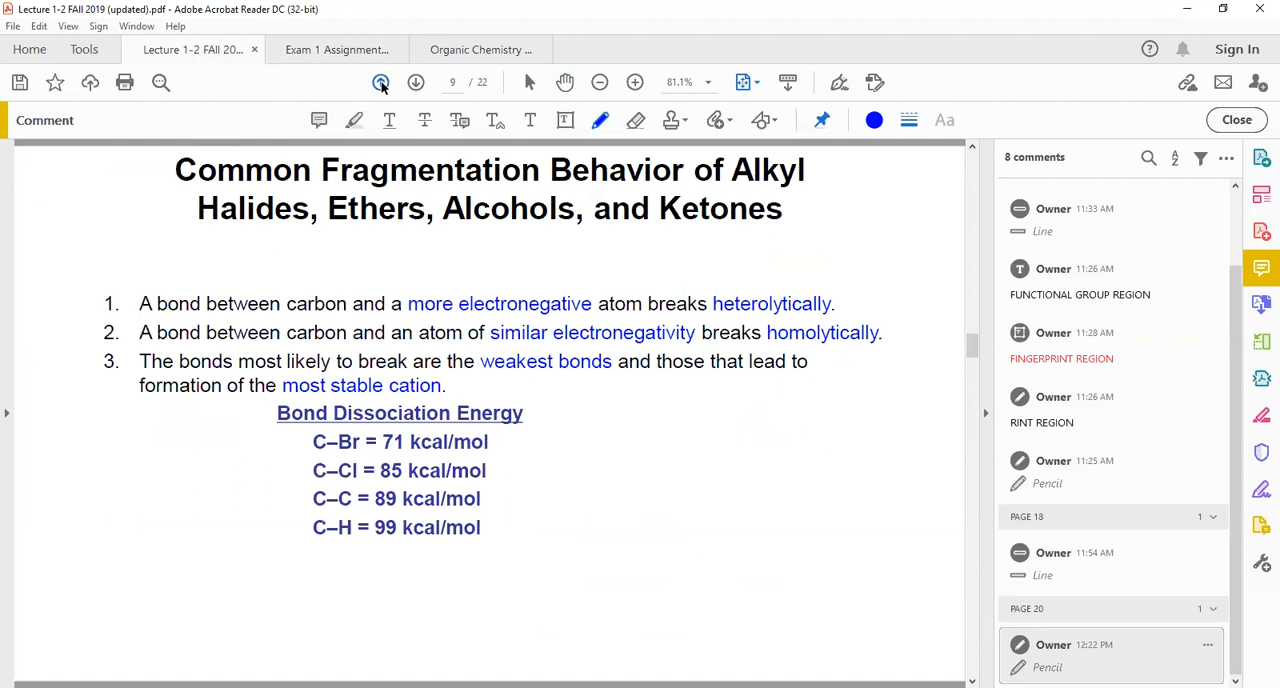 Lecture 1-2 FAll 2019 (updated).pdf - Adobe Acrobat Reader DC (32-bit)
File Edit View Sign Window Help
Home Tools Lecture 1-2 FAll 20... × Exam 1 Assignment... Organic Chemistry ... Sign In
9 / 22 81.1%
Comment Aa Close
8 comments
Common Fragmentation Behavior of Alkyl
Halides, Ethers, Alcohols, and Ketones
1. A bond between carbon and a more electronegative atom breaks heterolytically.
2. A bond between carbon and an atom of similar electronegativity breaks homolytically.
3. The bonds most likely to break are the weakest bonds and those that lead to
formation of the most stable cation.
Bond Dissociation Energy
C–Br = 71 kcal/mol
C–Cl = 85 kcal/mol
C–C = 89 kcal/mol
C–H = 99 kcal/mol
Owner 11:33 AM
Line
Owner 11:26 AM
FUNCTIONAL GROUP REGION
Owner 11:28 AM
FINGERPRINT REGION
Owner 11:26 AM
RINT REGION
Owner 11:25 AM
Pencil
PAGE 18 1
Owner 11:54 AM
Line
PAGE 20 1
Owner 12:22 PM
Pencil